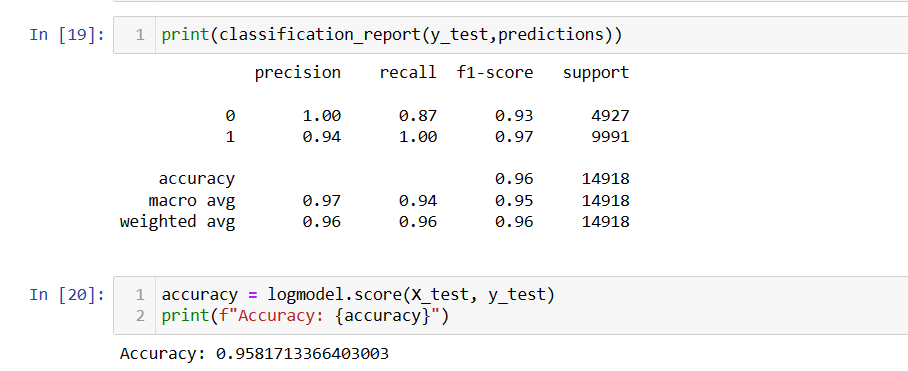 In [19]: 1 print(classification_report(y_test,predictions))
precision recall f1-score support
0 1.00 0.87 0.93 4927
1 0.94 1.00 0.97 9991
accuracy 0.96 14918
macro avg 0.97 0.94 0.95 14918
weighted avg 0.96 0.96 0.96 14918
In [20]: 1 accuracy = logmodel.score(X_test, y_test)
2 print(f"Accuracy: {accuracy}")
Accuracy: 0.9581713366403003